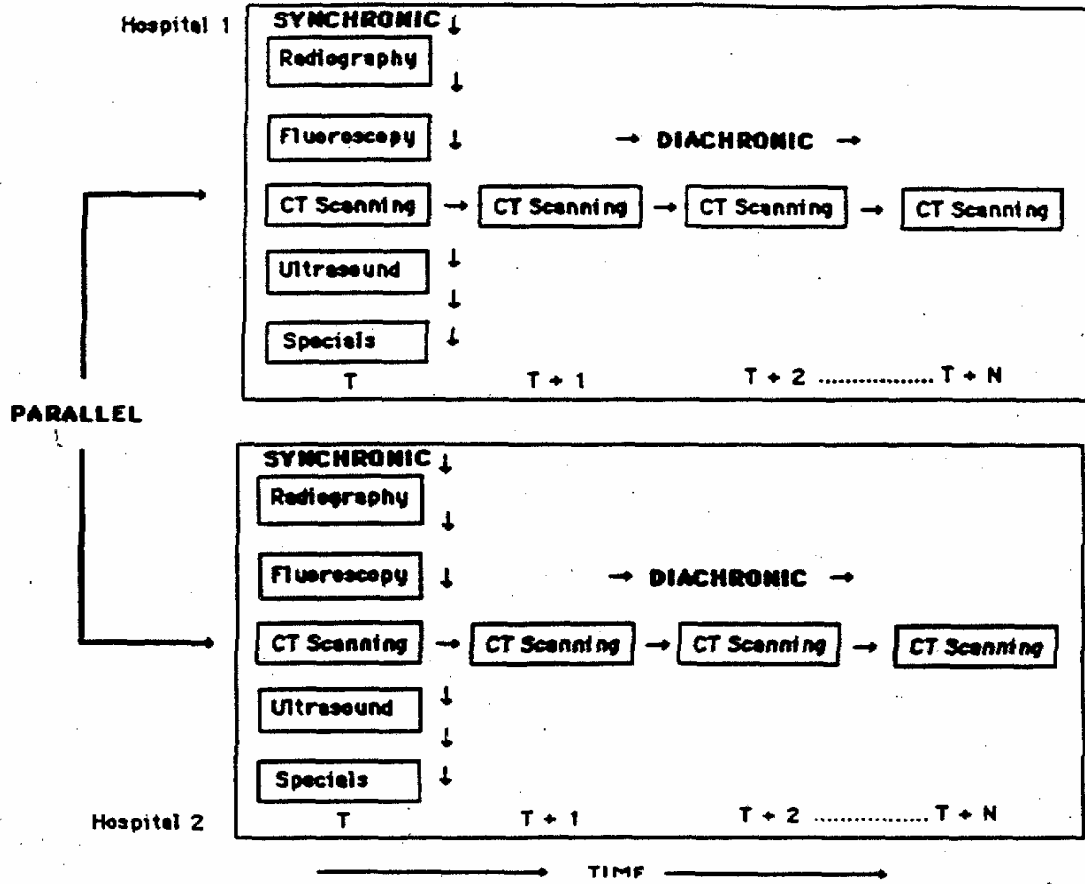 Hospital 1
SYNCHRONIC ↓
Radiography
↓
Fluoroscopy ↓ → DIACHRONIC →
CT Scanning → CT Scanning → CT Scanning → CT Scanning
Ultrasound ↓
↓
Specials ↓
T T + 1 T + 2 ................. T + N
PARALLEL
SYNCHRONIC ↓
Radiography
↓
Fluoroscopy ↓ → DIACHRONIC →
CT Scanning → CT Scanning → CT Scanning → CT Scanning
Ultrasound ↓
↓
Specials ↓
Hospital 2 T T + 1 T + 2 ................. T + N
TIME